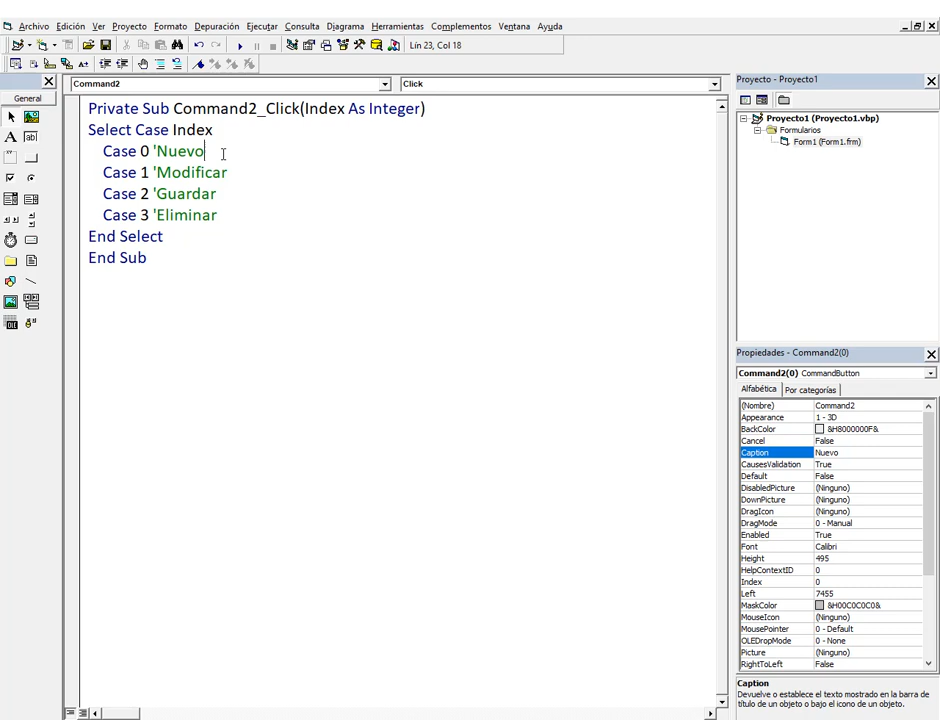 Archivo Edición Ver Proyecto Formato Depuración Ejecutar Consulta Diagrama Herramientas Complementos Ventana Ayuda
Lín 23, Col 18
General
Command2 Click
Private Sub Command2_Click(Index As Integer)
Select Case Index
Case 0 'Nuevo
Case 1 'Modificar
Case 2 'Guardar
Case 3 'Eliminar
End Select
End Sub
Proyecto - Proyecto1
Proyecto1 (Proyecto1.vbp)
Formularios
Form1 (Form1.frm)
Propiedades - Command2(0)
Command2(0) CommandButton
Alfabética Por categorías
(Nombre) Command2
Appearance 1 - 3D
BackColor &H8000000F&
Cancel False
Caption Nuevo
CausesValidation True
Default False
DisabledPicture (Ninguno)
DownPicture (Ninguno)
DragIcon (Ninguno)
DragMode 0 - Manual
Enabled True
Font Calibri
Height 495
HelpContextID 0
Index 0
Left 7455
MaskColor &H00C0C0C0&
MouseIcon (Ninguno)
MousePointer 0 - Default
OLEDropMode 0 - None
Picture (Ninguno)
RightToLeft False
Caption
Devuelve o establece el texto mostrado en la barra de
título de un objeto o bajo el icono de un objeto.